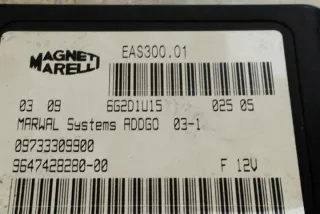 MAGNETI
MARELLI
EAS300.01
03 09 6G2D1U15 025 05
MARWAL Systems ADDGO 03-1
09733309900
9647428280-00 F 12V